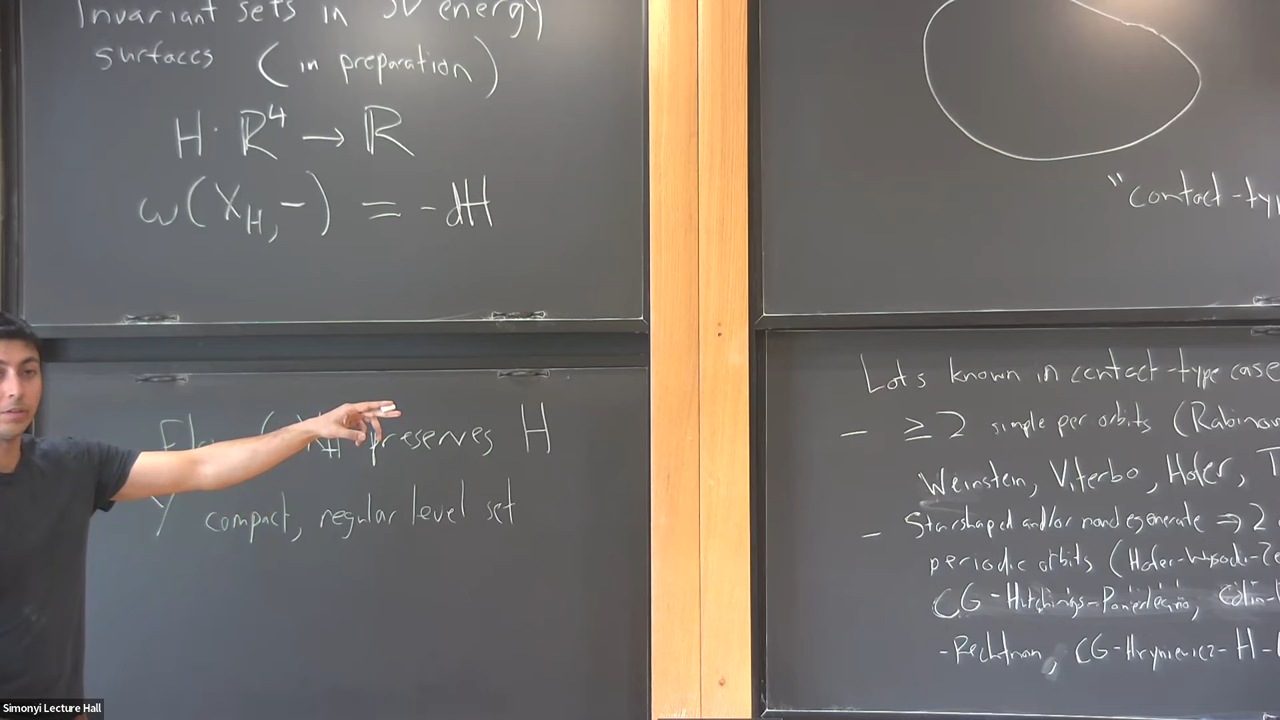 Invariant sets in 3D energy
surfaces (in preparation)
H: ℝ⁴ → ℝ
ω(X_H, -) = -dH
preserves H
Y compact, regular level set
"contact-typ
Lots known in contact-type case
- ≥ 2 simple per orbits (Rabinow
Weinstein, Viterbo, Hofer, T
- Starshaped and/or nondegenerate ⇒ 2
periodic orbits (Hofer-Wysocki-Ze
CG-Hutchings-Pomerleano, Colin-
-Rechtman, CG-Hryniewicz-H-
Simonyi Lecture Hall